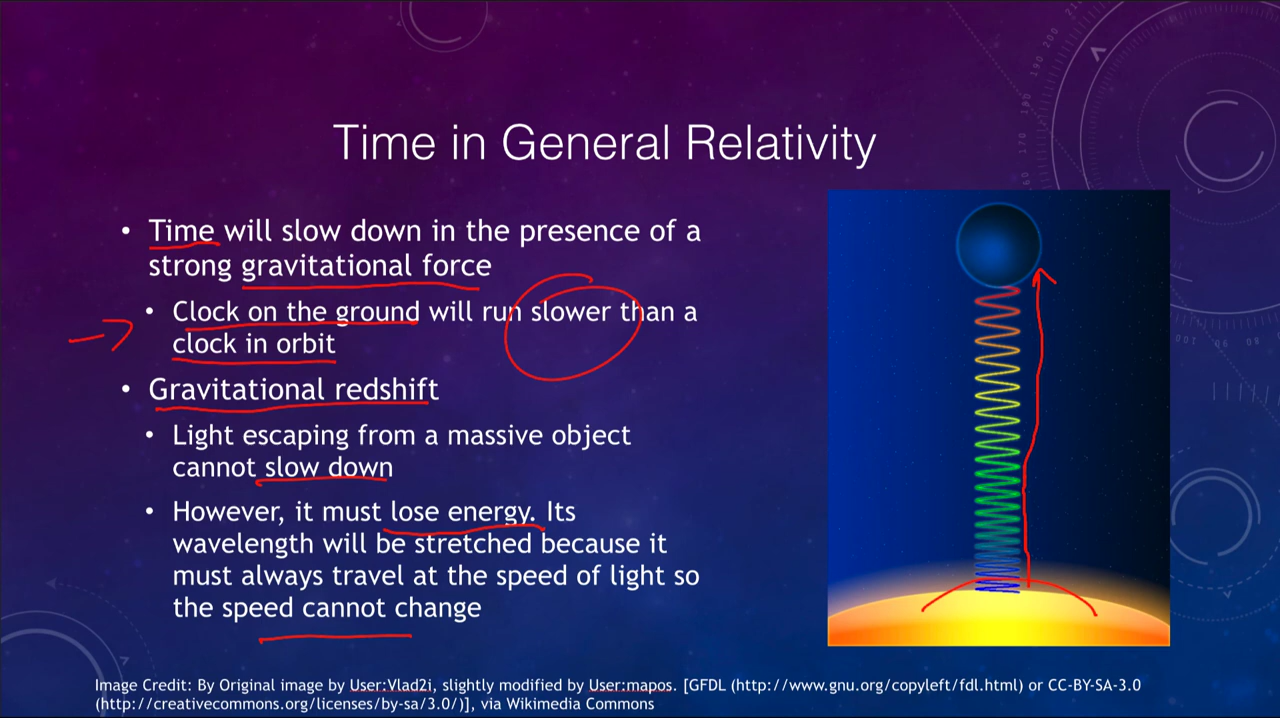 Time in General Relativity
• Time will slow down in the presence of a
strong gravitational force
• Clock on the ground will run slower than a
clock in orbit
• Gravitational redshift
• Light escaping from a massive object
cannot slow down
• However, it must lose energy. Its
wavelength will be stretched because it
must always travel at the speed of light so
the speed cannot change
Image Credit: By Original image by User:Vlad2i, slightly modified by User:mapos. [GFDL (http://www.gnu.org/copyleft/fdl.html) or CC-BY-SA-3.0
(http://creativecommons.org/licenses/by-sa/3.0/)], via Wikimedia Commons